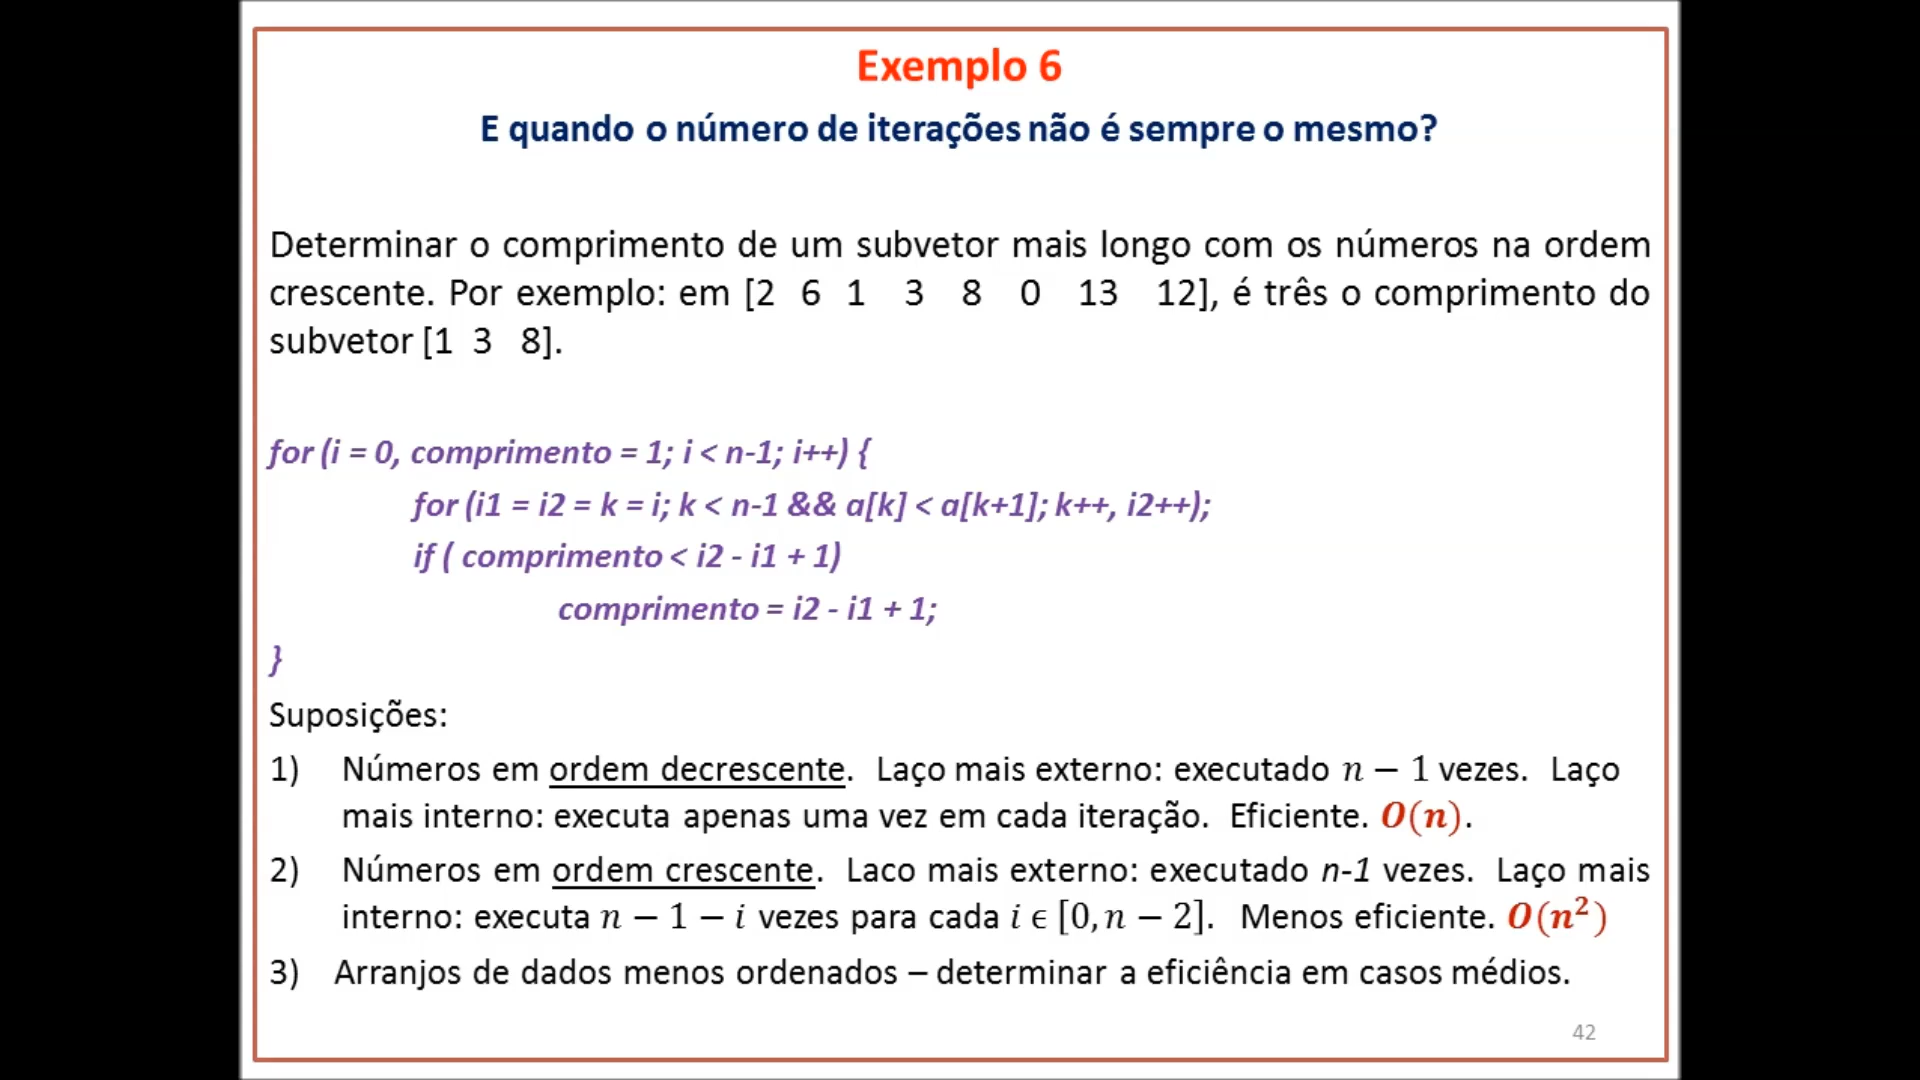 Exemplo 6
E quando o número de iterações não é sempre o mesmo?
Determinar o comprimento de um subvetor mais longo com os números na ordem
crescente. Por exemplo: em [2 6 1 3 8 0 13 12], é três o comprimento do
subvetor [1 3 8].
for (i = 0, comprimento = 1; i < n-1; i++) {
for (i1 = i2 = k = i; k < n-1 && a[k] < a[k+1]; k++, i2++);
if ( comprimento < i2 - i1 + 1)
comprimento = i2 - i1 + 1;
}
Suposições:
1) Números em ordem decrescente. Laço mais externo: executado n − 1 vezes. Laço
mais interno: executa apenas uma vez em cada iteração. Eficiente. O(n).
2) Números em ordem crescente. Laco mais externo: executado n-1 vezes. Laço mais
interno: executa n − 1 − i vezes para cada i ϵ [0, n − 2]. Menos eficiente. O(n²)
3) Arranjos de dados menos ordenados – determinar a eficiência em casos médios.
42